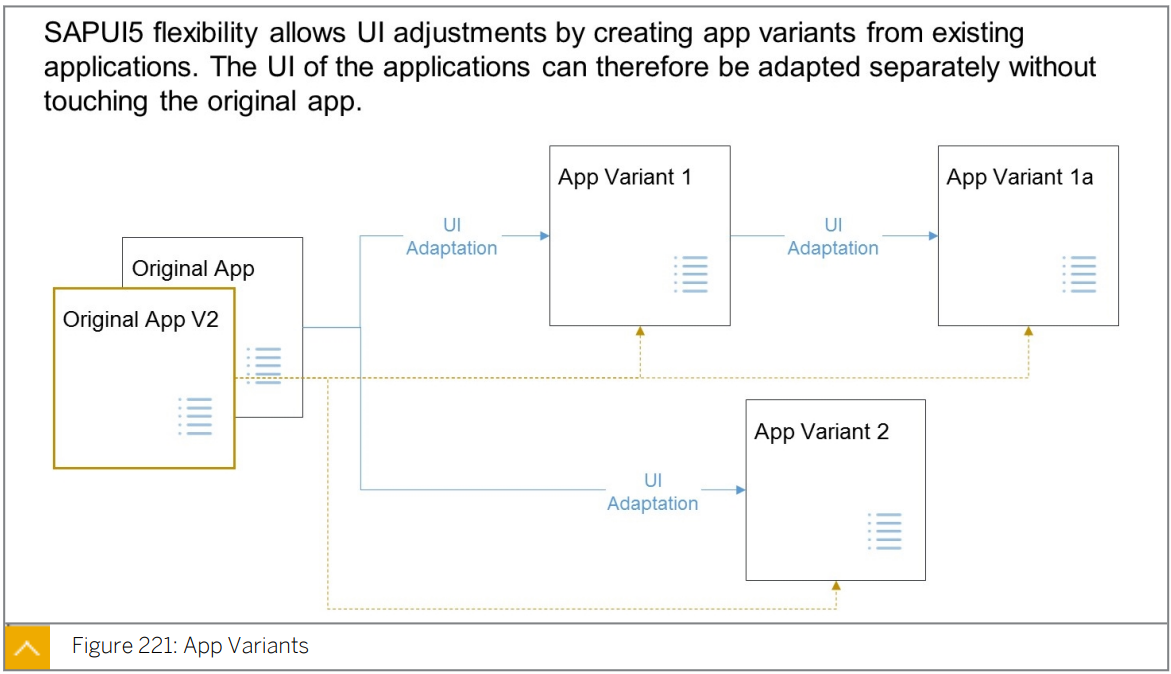 SAPUI5 flexibility allows UI adjustments by creating app variants from existing
applications. The UI of the applications can therefore be adapted separately without
touching the original app.
App Variant 1
App Variant 1a
UI
Adaptation
UI
Adaptation
Original App
Original App V2
App Variant 2
UI
Adaptation
Figure 221: App Variants